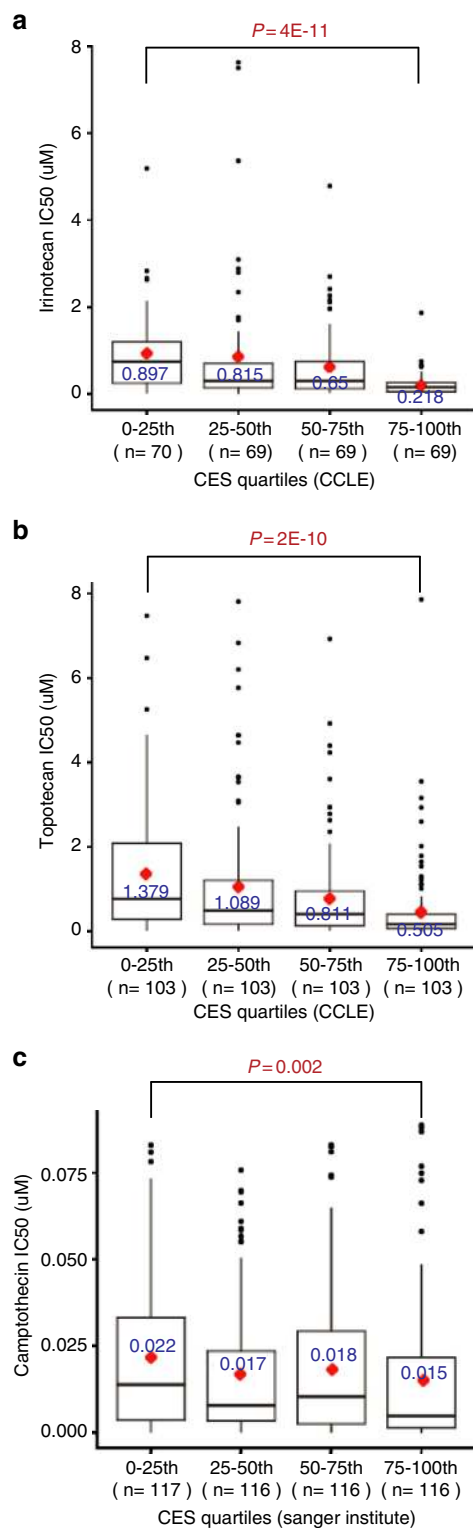 a
P=4E-11
8
6
4
2
0
Irinotecan IC50 (uM)
0.897
0.815
0.65
0.218
0-25th 25-50th 50-75th 75-100th
( n= 70 ) ( n= 69) ( n= 69 ) ( n= 69)
CES quartiles (CCLE)
b
P=2E-10
8
6
4
2
0
Topotecan IC50 (uM)
1.379
1.089
0.811
0.505
0-25th 25-50th 50-75th 75-100th
( n= 103 ) ( n= 103) ( n= 103 ) ( n= 103 )
CES quartiles (CCLE)
c
P=0.002
0.075
0.050
0.025
0.000
Camptothecin IC50 (uM)
0.022
0.017
0.018
0.015
0-25th 25-50th 50-75th 75-100th
( n= 117) ( n= 116) ( n= 116) ( n= 116 )
CES quartiles (sanger institute)